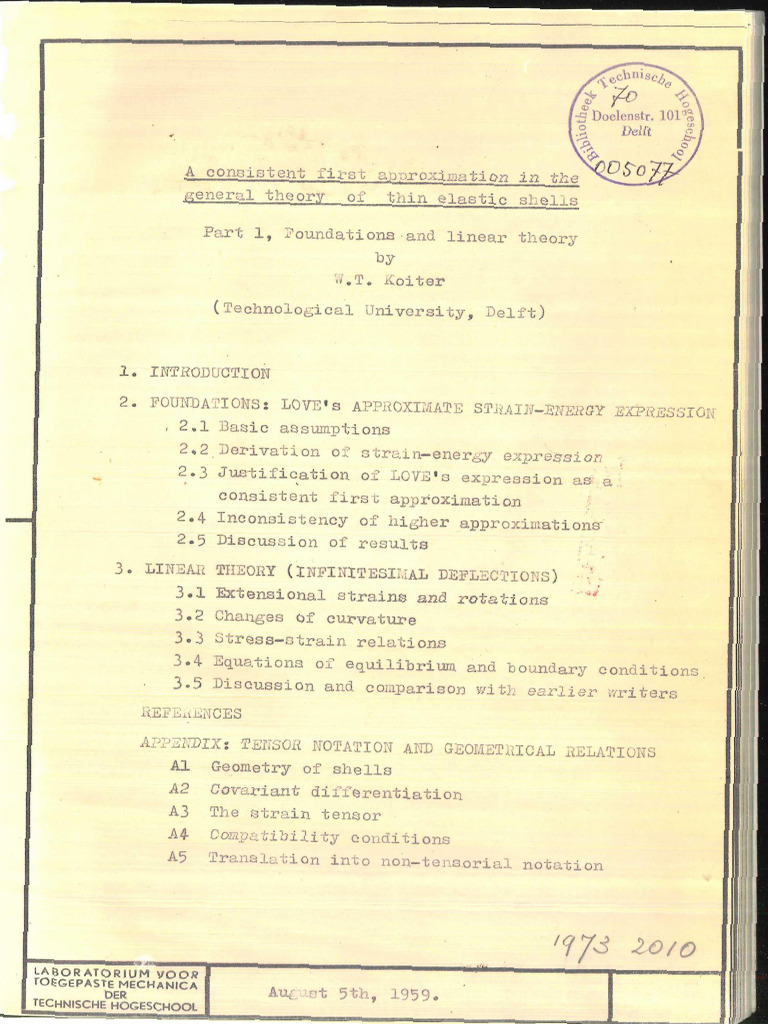 Bibliotheek Technische Hogeschool
70
Doelenstr. 101
Delft
005077
A consistent first approximation in the
general theory of thin elastic shells
Part 1, Foundations and linear theory
by
W.T. Koiter
(Technological University, Delft)
1. INTRODUCTION
2. FOUNDATIONS: LOVE's APPROXIMATE STRAIN-ENERGY EXPRESSION
2.1 Basic assumptions
2.2 Derivation of strain-energy expression
2.3 Justification of LOVE's expression as a
consistent first approximation
2.4 Inconsistency of higher approximations
2.5 Discussion of results
3. LINEAR THEORY (INFINITESIMAL DEFLECTIONS)
3.1 Extensional strains and rotations
3.2 Changes of curvature
3.3 Stress-strain relations
3.4 Equations of equilibrium and boundary conditions
3.5 Discussion and comparison with earlier writers
REFERENCES
APPENDIX: TENSOR NOTATION AND GEOMETRICAL RELATIONS
A1 Geometry of shells
A2 Covariant differentiation
A3 The strain tensor
A4 Compatibility conditions
A5 Translation into non-tensorial notation
1973 2010
LABORATORIUM VOOR
TOEGEPASTE MECHANICA
DER
TECHNISCHE HOGESCHOOL
August 5th, 1959.